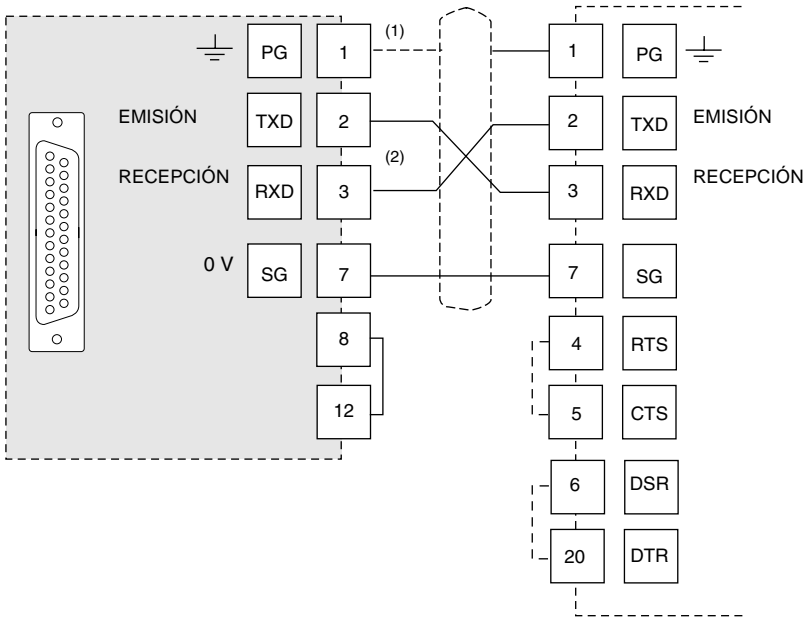 PG 1 (1) 1 PG
EMISIÓN TXD 2 2 TXD EMISIÓN
RECEPCIÓN RXD 3 (2) 3 RXD RECEPCIÓN
0 V SG 7 7 SG
8 4 RTS
12 5 CTS
6 DSR
20 DTR